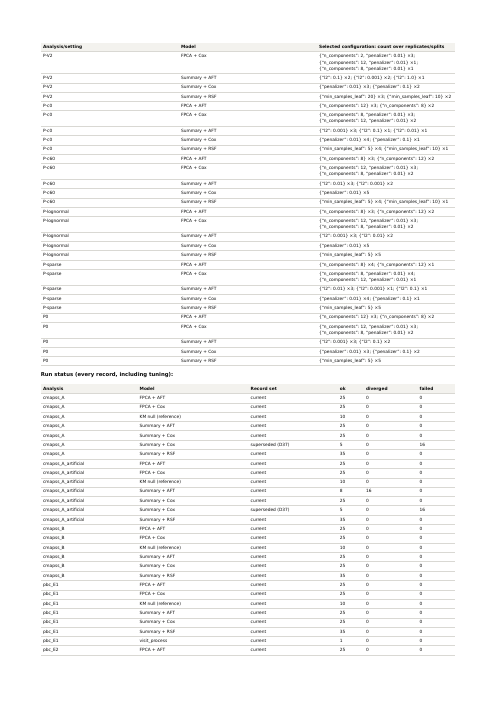 Analysis/setting Model Selected configuration: count over replicates/splits
P-V2 FPCA + Cox {"n_components": 2, "penalizer": 0.01} ×3;
{"n_components": 12, "penalizer": 0.01} ×1;
{"n_components": 8, "penalizer": 0.01} ×1
P-V2 Summary + AFT {"l2": 0.1} ×2; {"l2": 0.001} ×2; {"l2": 1.0} ×1
P-V2 Summary + Cox {"penalizer": 0.01} ×3; {"penalizer": 0.1} ×2
P-V2 Summary + RSF {"min_samples_leaf": 20} ×3; {"min_samples_leaf": 10} ×2
P-c0 FPCA + AFT {"n_components": 12} ×3; {"n_components": 8} ×2
P-c0 FPCA + Cox {"n_components": 8, "penalizer": 0.01} ×3;
{"n_components": 12, "penalizer": 0.01} ×2
P-c0 Summary + AFT {"l2": 0.001} ×3; {"l2": 0.1} ×1; {"l2": 0.01} ×1
P-c0 Summary + Cox {"penalizer": 0.01} ×4; {"penalizer": 0.1} ×1
P-c0 Summary + RSF {"min_samples_leaf": 5} ×4; {"min_samples_leaf": 10} ×1
P-c60 FPCA + AFT {"n_components": 8} ×3; {"n_components": 12} ×2
P-c60 FPCA + Cox {"n_components": 12, "penalizer": 0.01} ×3;
{"n_components": 8, "penalizer": 0.01} ×2
P-c60 Summary + AFT {"l2": 0.01} ×3; {"l2": 0.001} ×2
P-c60 Summary + Cox {"penalizer": 0.01} ×5
P-c60 Summary + RSF {"min_samples_leaf": 5} ×4; {"min_samples_leaf": 10} ×1
P-lognormal FPCA + AFT {"n_components": 8} ×3; {"n_components": 12} ×2
P-lognormal FPCA + Cox {"n_components": 12, "penalizer": 0.01} ×3;
{"n_components": 8, "penalizer": 0.01} ×2
P-lognormal Summary + AFT {"l2": 0.001} ×3; {"l2": 0.01} ×2
P-lognormal Summary + Cox {"penalizer": 0.01} ×5
P-lognormal Summary + RSF {"min_samples_leaf": 5} ×5
P-sparse FPCA + AFT {"n_components": 8} ×4; {"n_components": 12} ×1
P-sparse FPCA + Cox {"n_components": 8, "penalizer": 0.01} ×4;
{"n_components": 12, "penalizer": 0.01} ×1
P-sparse Summary + AFT {"l2": 0.01} ×3; {"l2": 0.001} ×1; {"l2": 0.1} ×1
P-sparse Summary + Cox {"penalizer": 0.01} ×4; {"penalizer": 0.1} ×1
P-sparse Summary + RSF {"min_samples_leaf": 5} ×5
P0 FPCA + AFT {"n_components": 12} ×3; {"n_components": 8} ×2
P0 FPCA + Cox {"n_components": 12, "penalizer": 0.01} ×3;
{"n_components": 8, "penalizer": 0.01} ×2
P0 Summary + AFT {"l2": 0.001} ×3; {"l2": 0.1} ×2
P0 Summary + Cox {"penalizer": 0.01} ×3; {"penalizer": 0.1} ×2
P0 Summary + RSF {"min_samples_leaf": 5} ×5
Run status (every record, including tuning):
Analysis Model Record set ok diverged failed
cmapss_A FPCA + AFT current 25 0 0
cmapss_A FPCA + Cox current 25 0 0
cmapss_A KM null (reference) current 10 0 0
cmapss_A Summary + AFT current 25 0 0
cmapss_A Summary + Cox current 25 0 0
cmapss_A Summary + Cox superseded (D37) 5 0 16
cmapss_A Summary + RSF current 35 0 0
cmapss_A_artificial FPCA + AFT current 25 0 0
cmapss_A_artificial FPCA + Cox current 25 0 0
cmapss_A_artificial KM null (reference) current 10 0 0
cmapss_A_artificial Summary + AFT current 8 16 0
cmapss_A_artificial Summary + Cox current 25 0 0
cmapss_A_artificial Summary + Cox superseded (D37) 5 0 16
cmapss_A_artificial Summary + RSF current 35 0 0
cmapss_B FPCA + AFT current 25 0 0
cmapss_B FPCA + Cox current 25 0 0
cmapss_B KM null (reference) current 10 0 0
cmapss_B Summary + AFT current 25 0 0
cmapss_B Summary + Cox current 25 0 0
cmapss_B Summary + RSF current 35 0 0
pbc_E1 FPCA + AFT current 25 0 0
pbc_E1 FPCA + Cox current 25 0 0
pbc_E1 KM null (reference) current 10 0 0
pbc_E1 Summary + AFT current 25 0 0
pbc_E1 Summary + Cox current 25 0 0
pbc_E1 Summary + RSF current 35 0 0
pbc_E1 visit_process current 1 0 0
pbc_E2 FPCA + AFT current 25 0 0